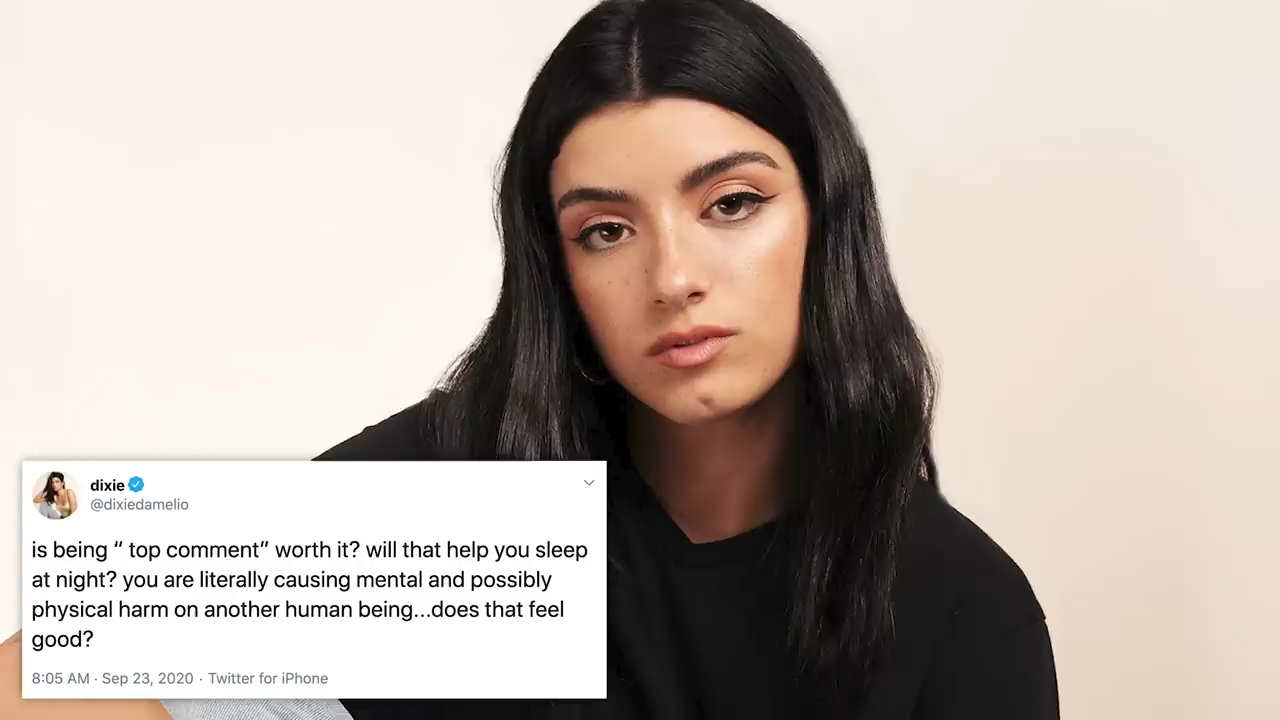 dixie
@dixiedamelio
is being “ top comment” worth it? will that help you sleep
at night? you are literally causing mental and possibly
physical harm on another human being...does that feel
good?
8:05 AM · Sep 23, 2020 · Twitter for iPhone